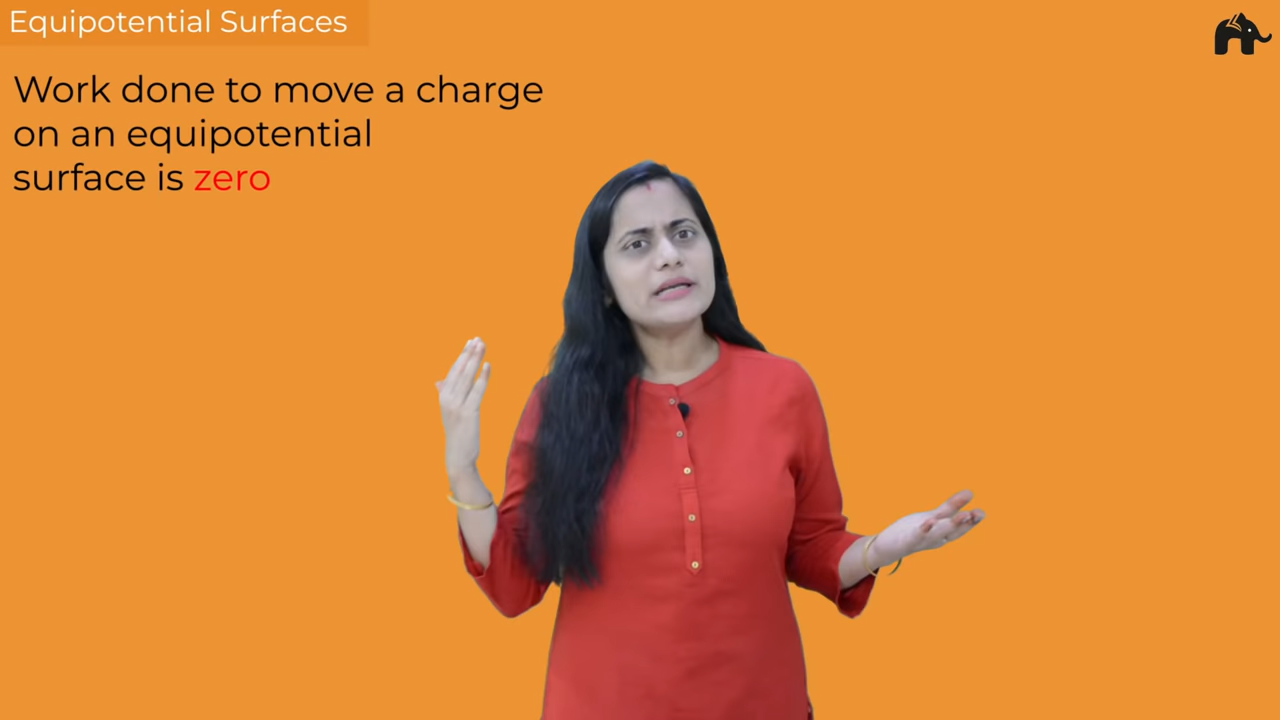 Equipotential Surfaces
Work done to move a charge
on an equipotential
surface is zero